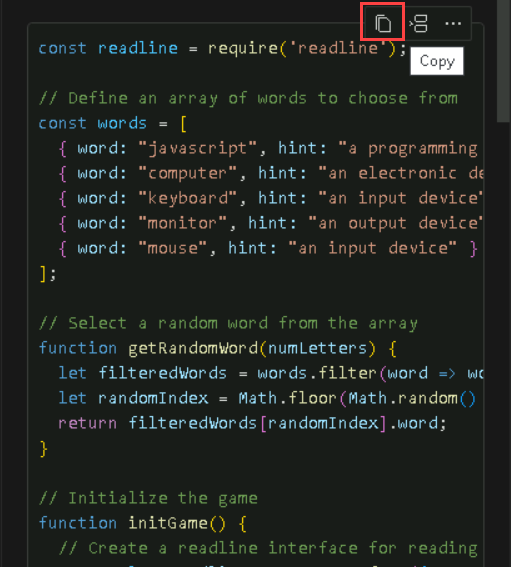 const readline = require('readline');
Copy
// Define an array of words to choose from
const words = [
{ word: "javascript", hint: "a programming
{ word: "computer", hint: "an electronic de
{ word: "keyboard", hint: "an input device"
{ word: "monitor", hint: "an output device"
{ word: "mouse", hint: "an input device" }
];
// Select a random word from the array
function getRandomWord(numLetters) {
let filteredWords = words.filter(word => wo
let randomIndex = Math.floor(Math.random()
return filteredWords[randomIndex].word;
}
// Initialize the game
function initGame() {
// Create a readline interface for reading